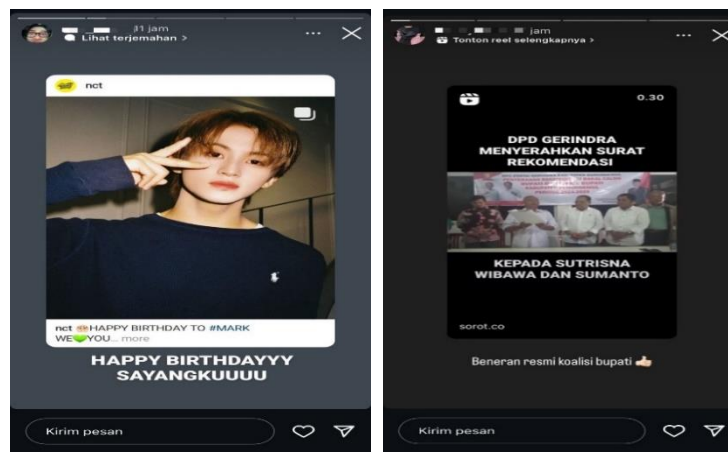 31 jam
Lihat terjemahan >
nct
nct HAPPY BIRTHDAY TO #MARK
WE💚YOU... more
HAPPY BIRTHDAYYY
SAYANGKUUUU
Kirim pesan
jam
Tonton reel selengkapnya >
0.30
DPD GERINDRA
MENYERAHKAN SURAT
REKOMENDASI
KEPADA SUTRISNA
WIBAWA DAN SUMANTO
sorot.co
Beneran resmi koalisi bupati 👍🏻
Kirim pesan